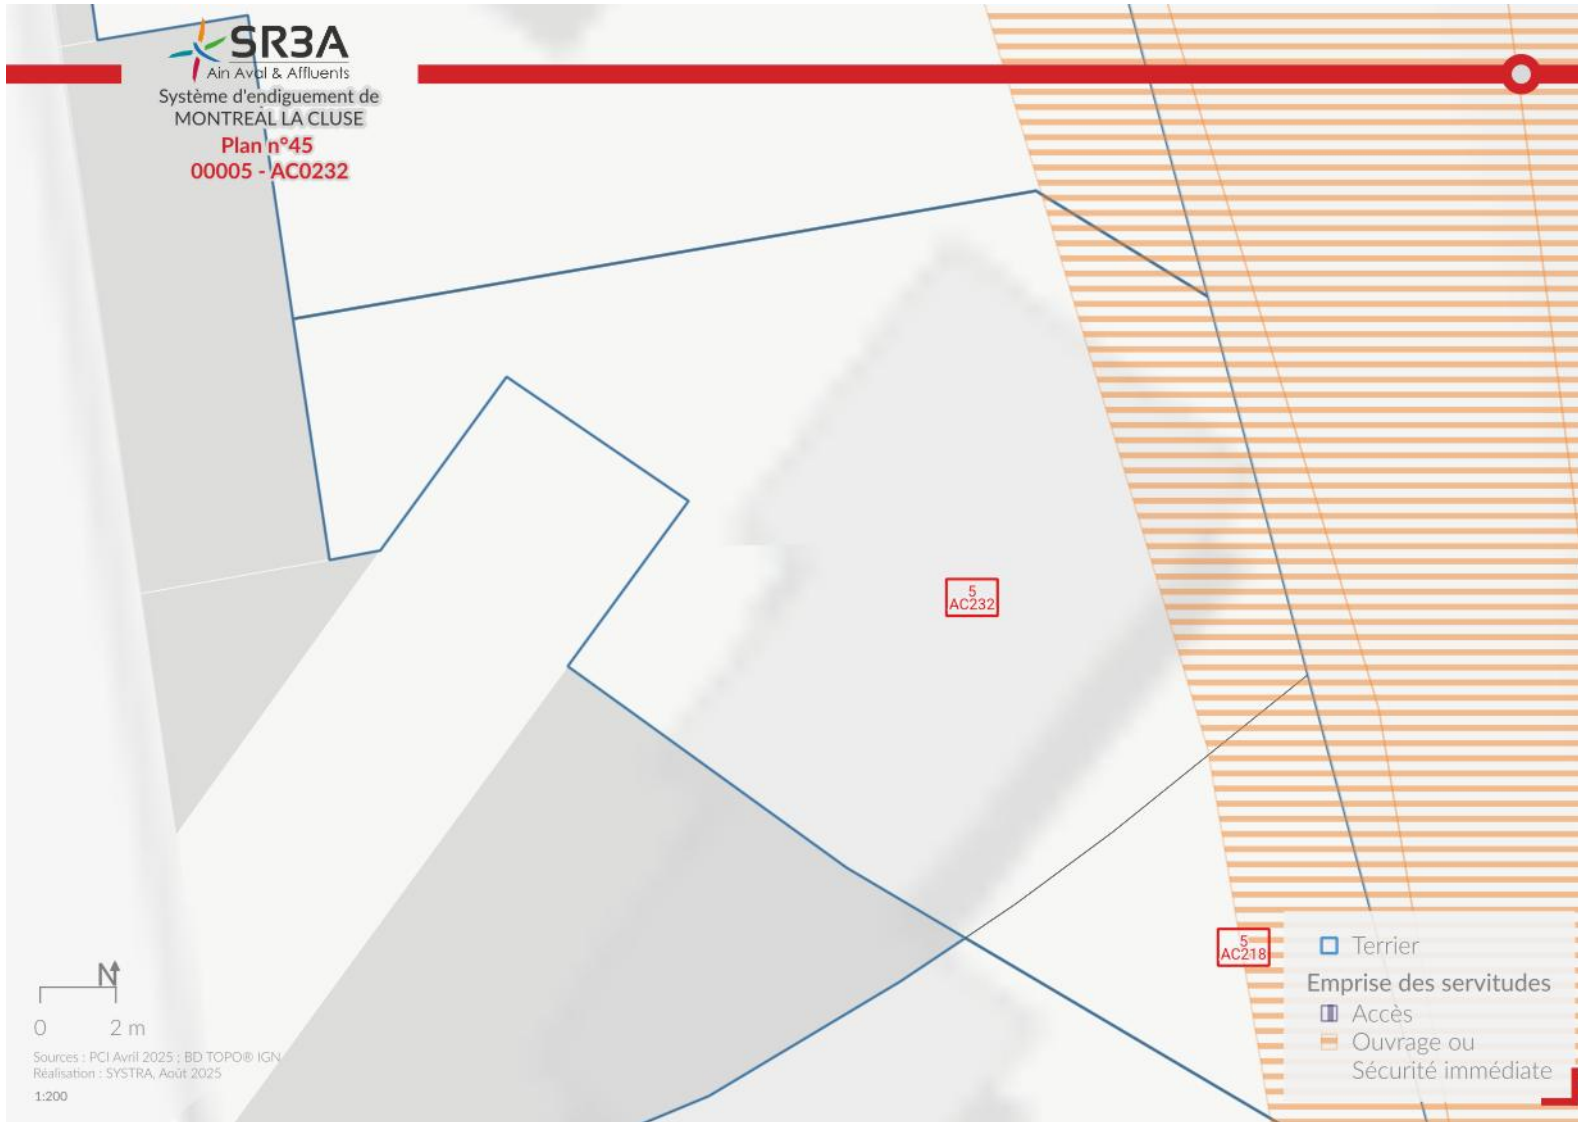 SR3A
Ain Aval & Affluents
Système d'endiguement de
MONTREAL LA CLUSE
Plan n°45
00005 - AC0232
5
AC232
5
AC218
Terrier
Emprise des servitudes
Accès
Ouvrage ou
Sécurité immédiate
N
0 2 m
Sources : PCI Avril 2025 ; BD TOPO® IGN
Réalisation : SYSTRA, Août 2025
1:200